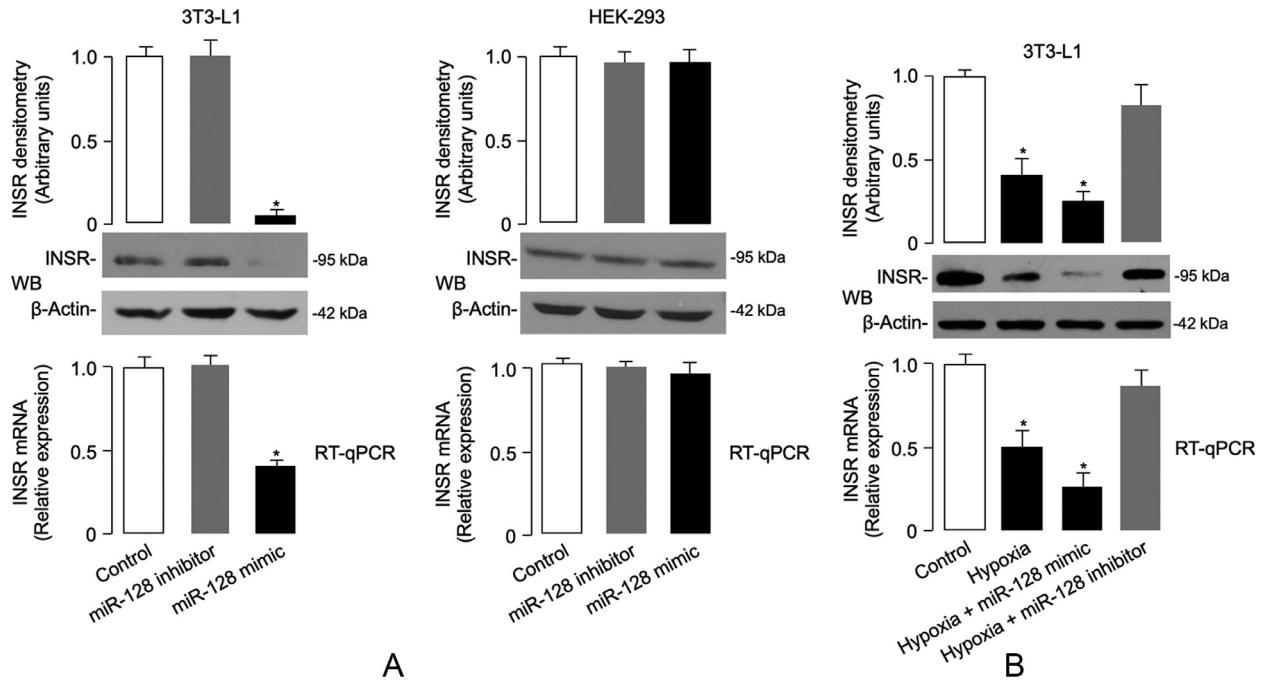 3T3-L1
INSR densitometry
(Arbitrary units)
1.0
0.5
0
*
INSR-
-95 kDa
WB
β-Actin-
-42 kDa
INSR mRNA
(Relative expression)
1.0
0.5
0
*
RT-qPCR
Control
miR-128 inhibitor
miR-128 mimic
HEK-293
INSR densitometry
(Arbitrary units)
1.0
0.5
0
INSR-
-95 kDa
WB
β-Actin-
-42 kDa
INSR mRNA
(Relative expression)
1.0
0.5
0
RT-qPCR
Control
miR-128 inhibitor
miR-128 mimic
A
3T3-L1
INSR densitometry
(Arbitrary units)
1.0
0.5
0
*
*
INSR-
-95 kDa
WB
β-Actin-
-42 kDa
INSR mRNA
(Relative expression)
1.0
0.5
0
*
*
RT-qPCR
Control
Hypoxia
Hypoxia + miR-128 mimic
Hypoxia + miR-128 inhibitor
B